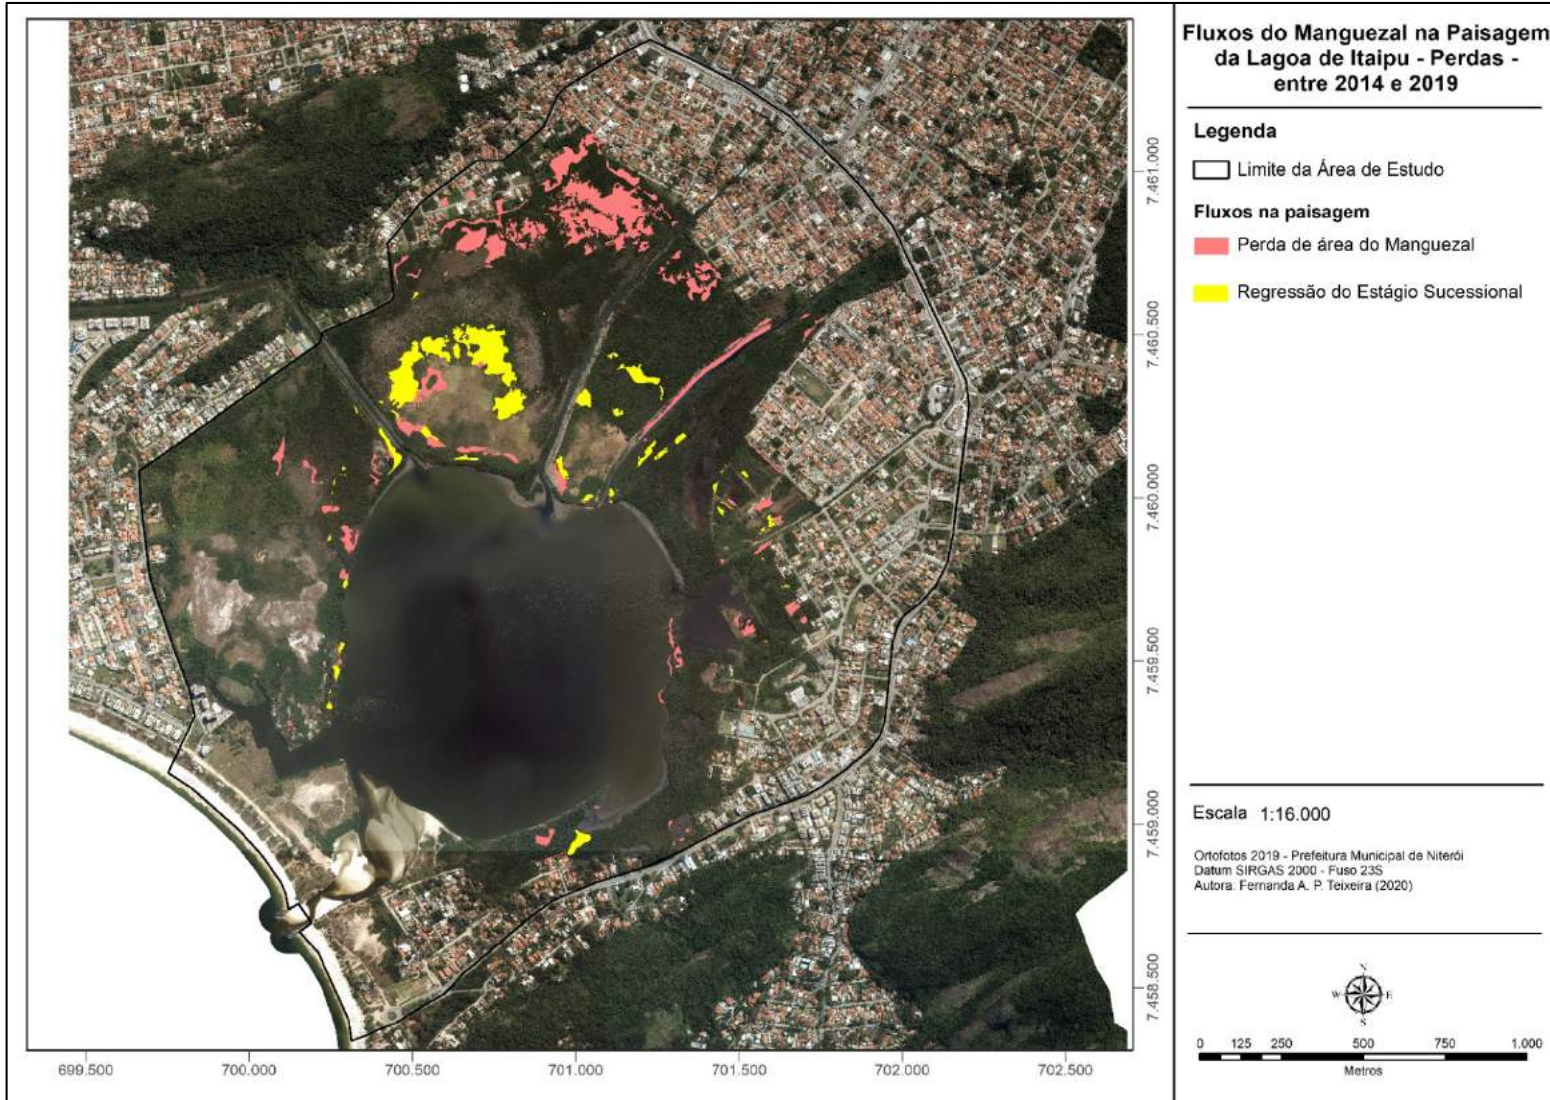 Fluxos do Manguezal na Paisagem
da Lagoa de Itaipu - Perdas -
entre 2014 e 2019
Legenda
Limite da Área de Estudo
Fluxos na paisagem
Perda de área do Manguezal
Regressão do Estágio Sucessional
7.461.000
7.460.500
7.460.000
7.459.500
7.459.000
7.458.500
699.500
700.000
700.500
701.000
701.500
702.000
702.500
Escala 1:16.000
Ortofotos 2019 - Prefeitura Municipal de Niterói
Datum SIRGAS 2000 - Fuso 23S
Autora: Fernanda A. P. Teixeira (2020)
N
W E
S
0 125 250 500 750 1.000
Metros